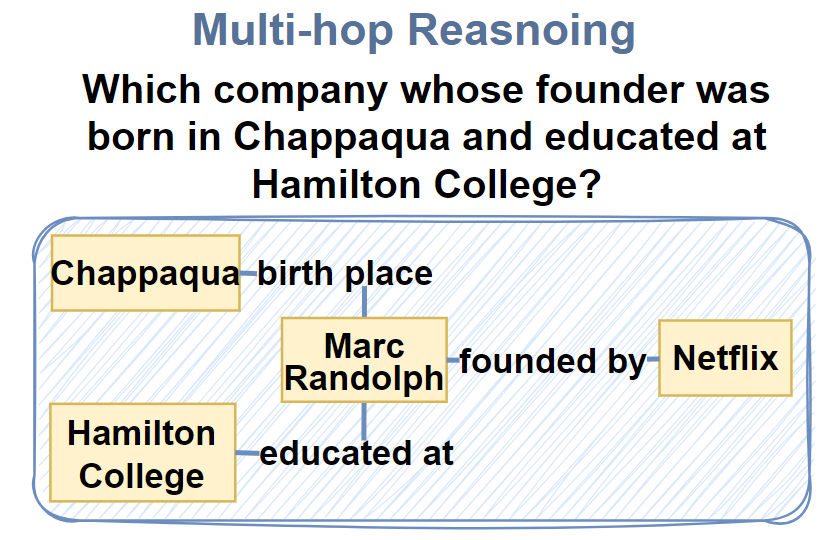 Multi-hop Reasnoing
Which company whose founder was
born in Chappaqua and educated at
Hamilton College?
Chappaqua
birth place
Marc
Randolph
founded by
Netflix
Hamilton
College
educated at